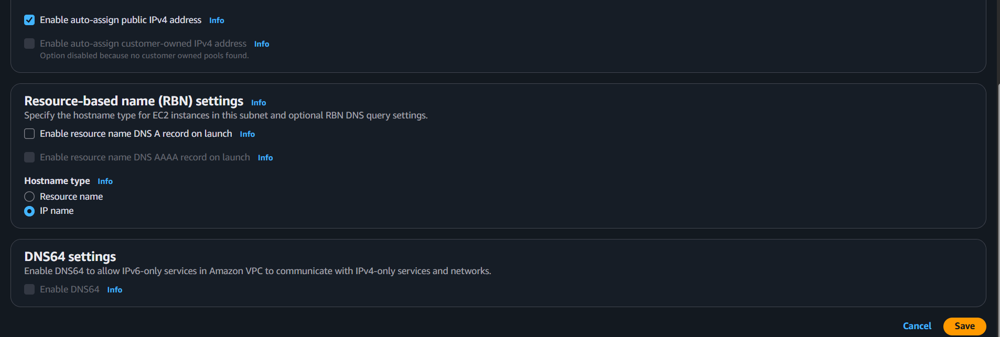 Enable auto-assign public IPv4 address Info
Enable auto-assign customer-owned IPv4 address Info
Option disabled because no customer owned pools found.
Resource-based name (RBN) settings Info
Specify the hostname type for EC2 instances in this subnet and optional RBN DNS query settings.
Enable resource name DNS A record on launch Info
Enable resource name DNS AAAA record on launch Info
Hostname type Info
Resource name
IP name
DNS64 settings
Enable DNS64 to allow IPv6-only services in Amazon VPC to communicate with IPv4-only services and networks.
Enable DNS64 Info
Cancel Save